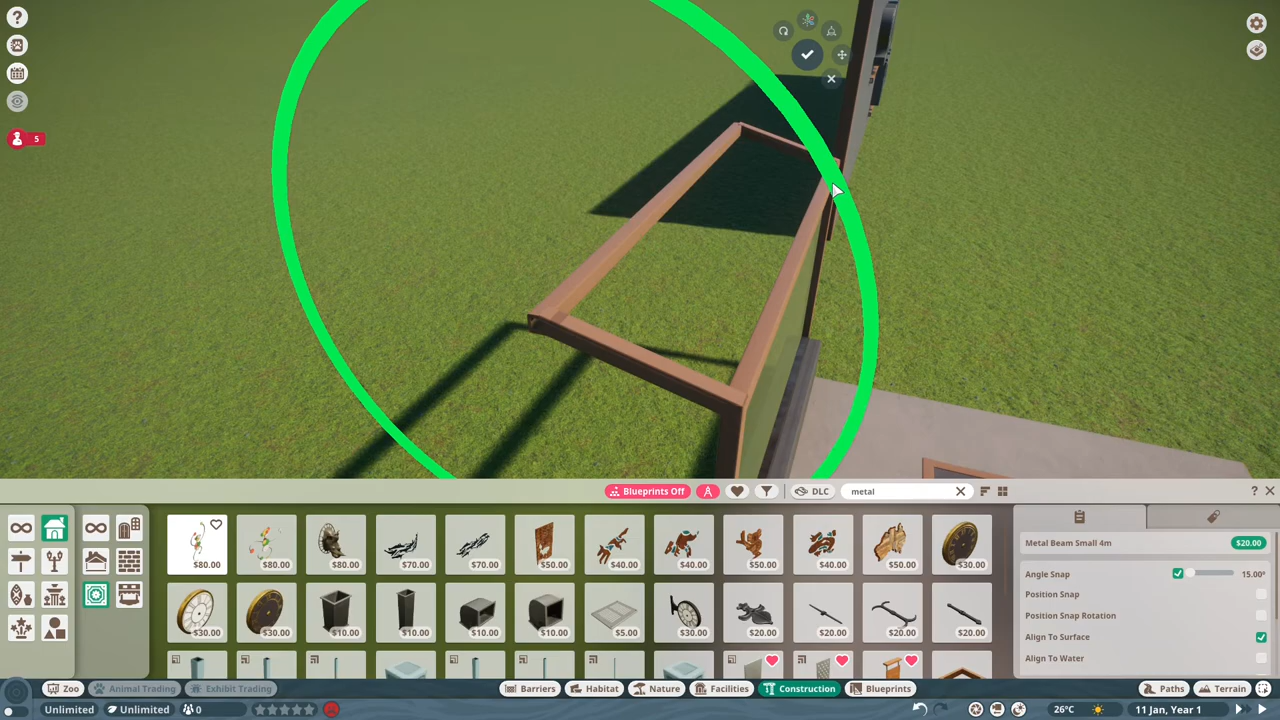 ?
5
Blueprints Off
DLC
metal
?
$80.00 $80.00 $80.00 $70.00 $70.00 $50.00 $40.00 $40.00 $50.00 $40.00 $50.00 $30.00
$30.00 $30.00 $10.00 $10.00 $10.00 $10.00 $5.00 $30.00 $20.00 $20.00 $20.00 $20.00
Metal Beam Small 4m $20.00
Angle Snap 15.00°
Position Snap
Position Snap Rotation
Align To Surface
Align To Water
Zoo Animal Trading Exhibit Trading Barriers Habitat Nature Facilities Construction Blueprints Paths Terrain
Unlimited Unlimited 0 26°C 11 Jan, Year 1